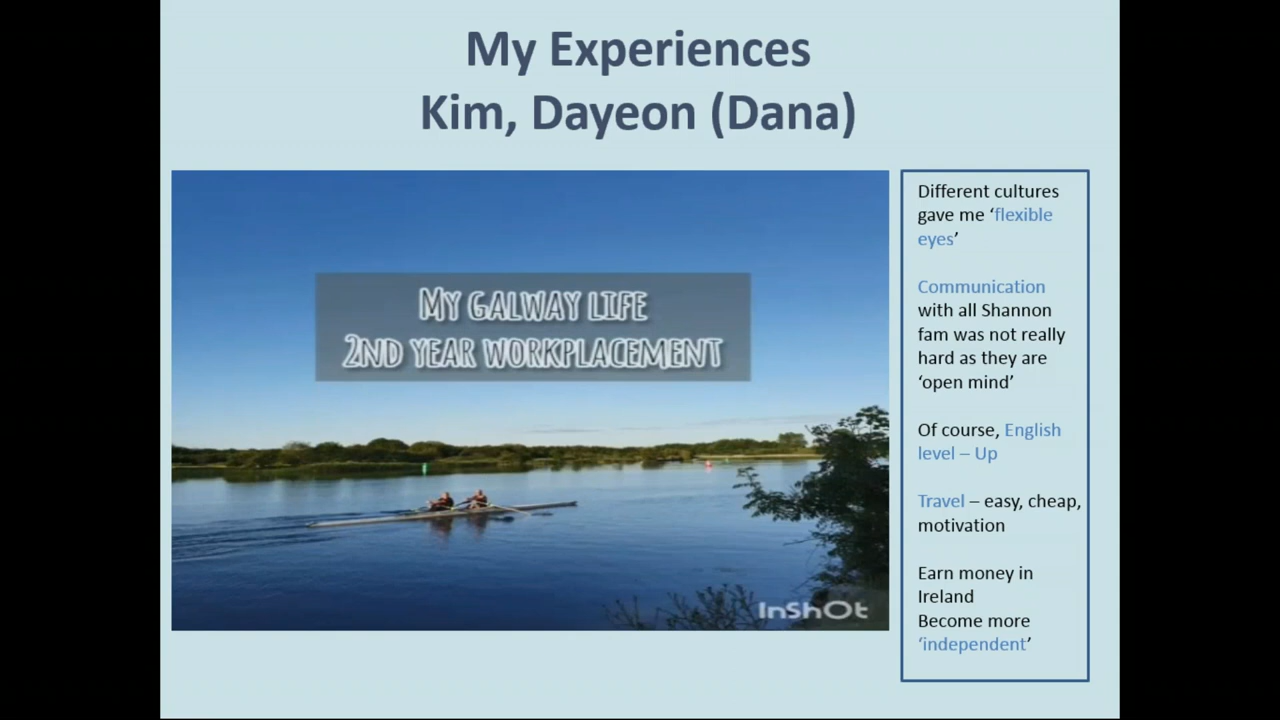 My Experiences
Kim, Dayeon (Dana)
MY GALWAY LIFE
2ND YEAR WORKPLACEMENT
InShOt
Different cultures
gave me ‘flexible
eyes’
Communication
with all Shannon
fam was not really
hard as they are
‘open mind’
Of course, English
level – Up
Travel – easy, cheap,
motivation
Earn money in
Ireland
Become more
‘independent’